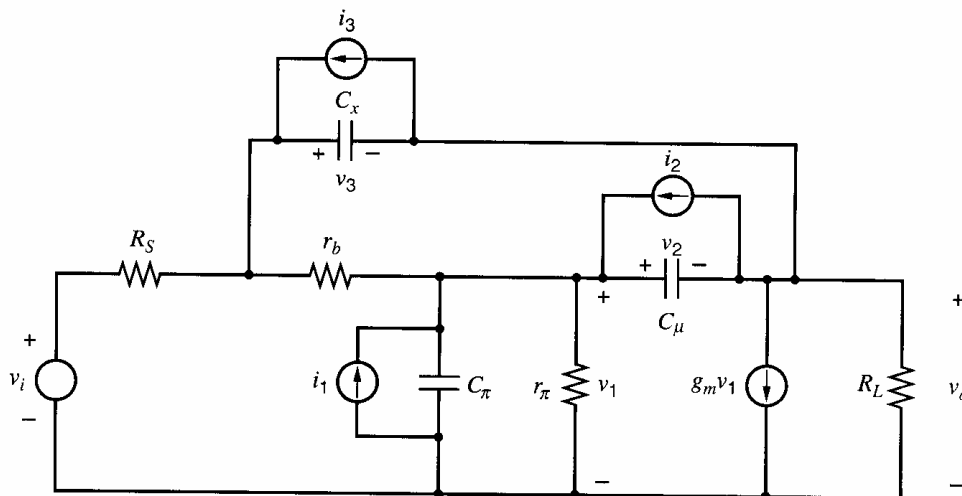 i3
Cx
+ −
v3
i2
RS
rb
v2
+ −
+
Cμ
+
+
vi
−
i1
Cπ
rπ
v1
gmv1
RL
−
−